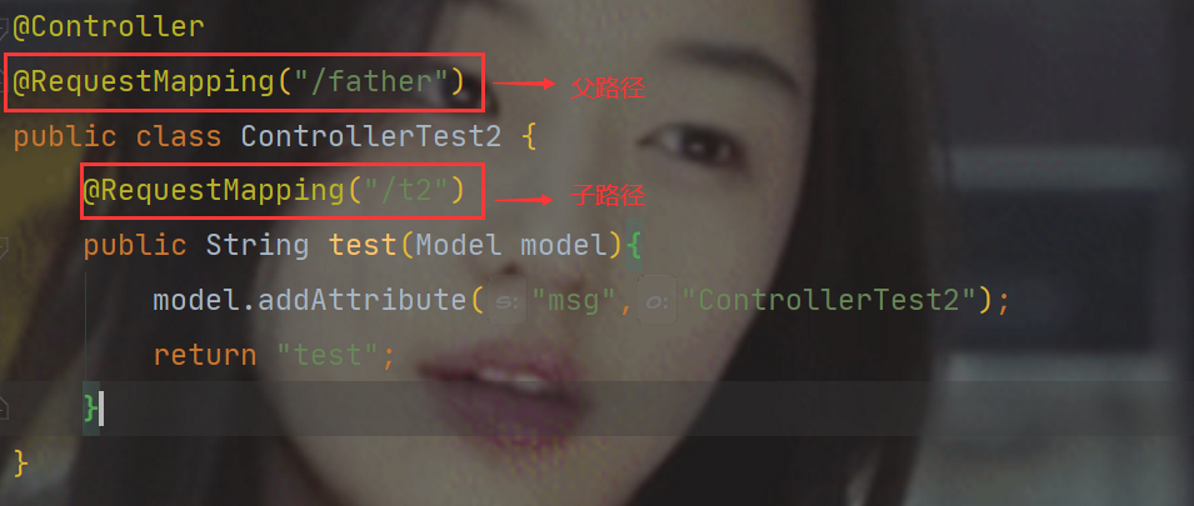 @Controller
@RequestMapping("/father") 父路径
public class ControllerTest2 {
@RequestMapping("/t2") 子路径
public String test(Model model){
model.addAttribute( s: "msg", o: "ControllerTest2");
return "test";
}
}